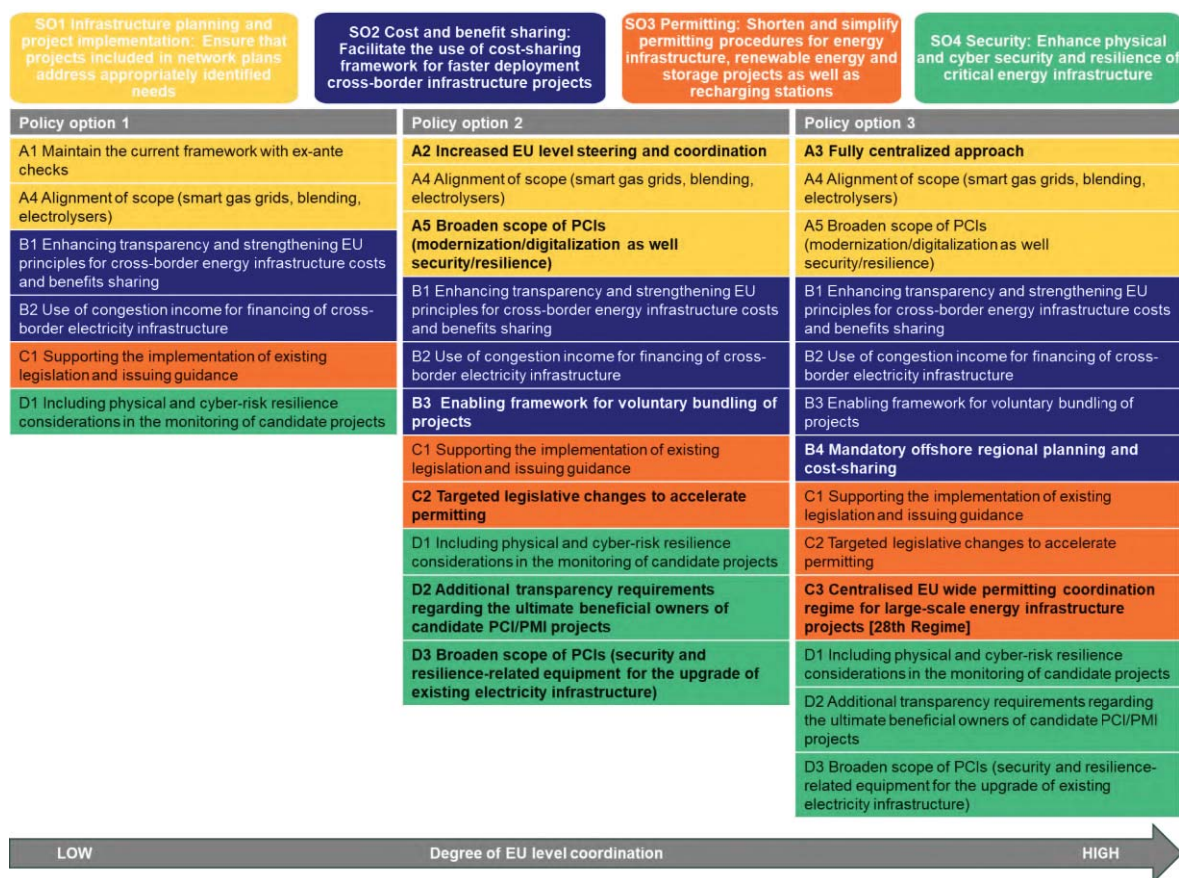 SO1 Infrastructure planning and
project implementation: Ensure that
projects included in network plans
address appropriately identified
needs
SO2 Cost and benefit sharing:
Facilitate the use of cost-sharing
framework for faster deployment
cross-border infrastructure projects
SO3 Permitting: Shorten and simplify
permitting procedures for energy
infrastructure, renewable energy and
storage projects as well as
recharging stations
SO4 Security: Enhance physical
and cyber security and resilience of
critical energy infrastructure
Policy option 1
A1 Maintain the current framework with ex-ante
checks
A4 Alignment of scope (smart gas grids, blending,
electrolysers)
B1 Enhancing transparency and strengthening EU
principles for cross-border energy infrastructure costs
and benefits sharing
B2 Use of congestion income for financing of cross-
border electricity infrastructure
C1 Supporting the implementation of existing
legislation and issuing guidance
D1 Including physical and cyber-risk resilience
considerations in the monitoring of candidate projects
Policy option 2
A2 Increased EU level steering and coordination
A4 Alignment of scope (smart gas grids, blending,
electrolysers)
A5 Broaden scope of PCIs
(modernization/digitalization as well
security/resilience)
B1 Enhancing transparency and strengthening EU
principles for cross-border energy infrastructure costs
and benefits sharing
B2 Use of congestion income for financing of cross-
border electricity infrastructure
B3 Enabling framework for voluntary bundling of
projects
C1 Supporting the implementation of existing
legislation and issuing guidance
C2 Targeted legislative changes to accelerate
permitting
D1 Including physical and cyber-risk resilience
considerations in the monitoring of candidate projects
D2 Additional transparency requirements
regarding the ultimate beneficial owners of
candidate PCI/PMI projects
D3 Broaden scope of PCIs (security and
resilience-related equipment for the upgrade of
existing electricity infrastructure)
Policy option 3
A3 Fully centralized approach
A4 Alignment of scope (smart gas grids, blending,
electrolysers)
A5 Broaden scope of PCIs
(modernization/digitalization as well
security/resilience)
B1 Enhancing transparency and strengthening EU
principles for cross-border energy infrastructure costs
and benefits sharing
B2 Use of congestion income for financing of cross-
border electricity infrastructure
B3 Enabling framework for voluntary bundling of
projects
B4 Mandatory offshore regional planning and
cost-sharing
C1 Supporting the implementation of existing
legislation and issuing guidance
C2 Targeted legislative changes to accelerate
permitting
C3 Centralised EU wide permitting coordination
regime for large-scale energy infrastructure
projects [28th Regime]
D1 Including physical and cyber-risk resilience
considerations in the monitoring of candidate projects
D2 Additional transparency requirements regarding
the ultimate beneficial owners of candidate PCI/PMI
projects
D3 Broaden scope of PCIs (security and resilience-
related equipment for the upgrade of existing
electricity infrastructure)
LOW Degree of EU level coordination HIGH